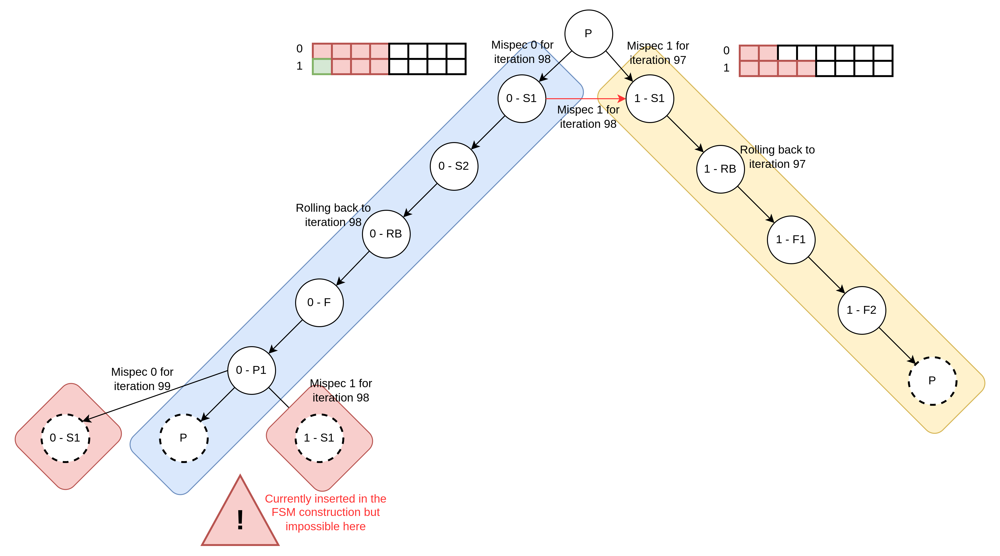 P
Mispec 0 for
iteration 98
Mispec 1 for
iteration 97
0
1
0
1
0 - S1
1 - S1
Mispec 1 for
iteration 98
0 - S2
1 - RB
Rolling back to
iteration 97
Rolling back to
iteration 98
0 - RB
1 - F1
0 - F
1 - F2
0 - P1
P
Mispec 0 for
iteration 99
Mispec 1 for
iteration 98
0 - S1
P
1 - S1
!
Currently inserted in the
FSM construction but
impossible here